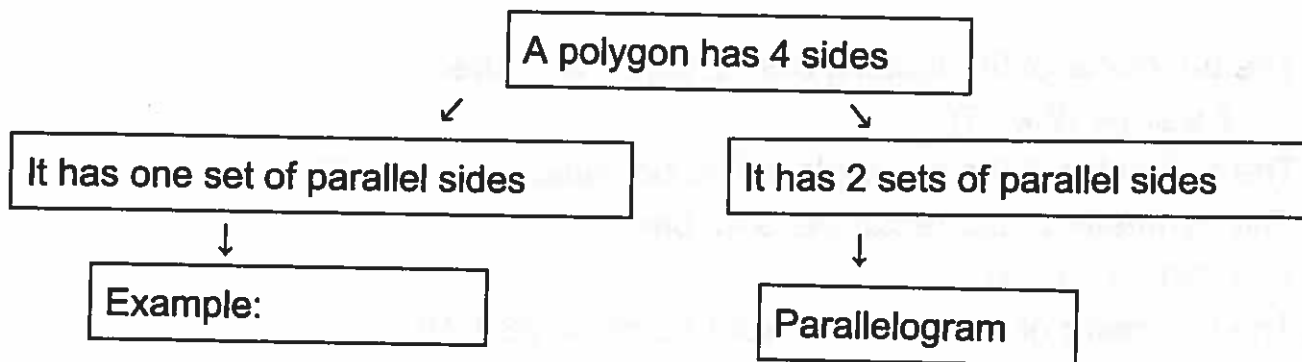 A polygon has 4 sides
It has one set of parallel sides
It has 2 sets of parallel sides
Example:
Parallelogram